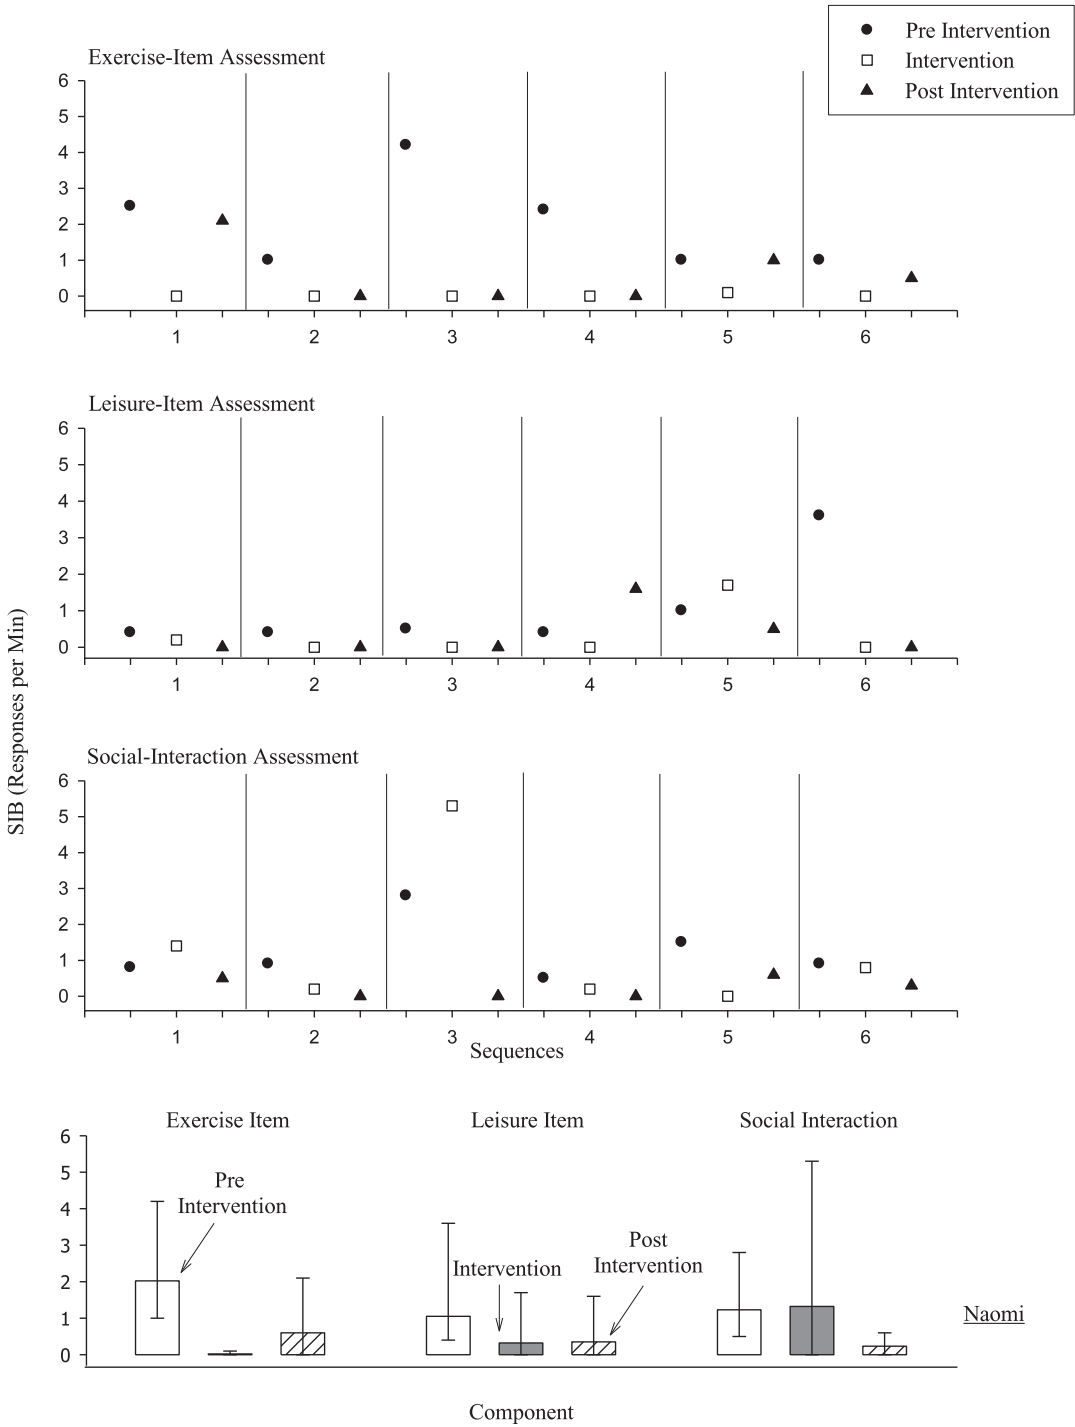 Pre Intervention
Intervention
Post Intervention
Exercise-Item Assessment
6
5
4
3
2
1
0
1 2 3 4 5 6
Leisure-Item Assessment
6
5
4
3
2
1
0
1 2 3 4 5 6
SIB (Responses per Min)
Social-Interaction Assessment
6
5
4
3
2
1
0
1 2 3 4 5 6
Sequences
Exercise Item Leisure Item Social Interaction
6
5
4
3
2
1
0
Pre
Intervention
Intervention
Post
Intervention
Naomi
Component